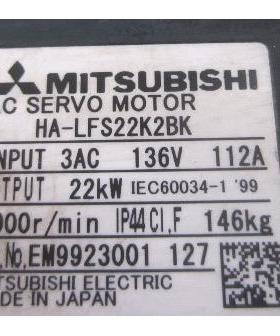 MITSUBISHI
C SERVO MOTOR
HA-LFS22K2BK
NPUT 3AC 136V 112A
TPUT 22kW IEC60034-1 '99
000r/min IP44 CI.F 146kg
.No.EM9923001 127
TSUBISHI ELECTRIC
DE IN JAPAN